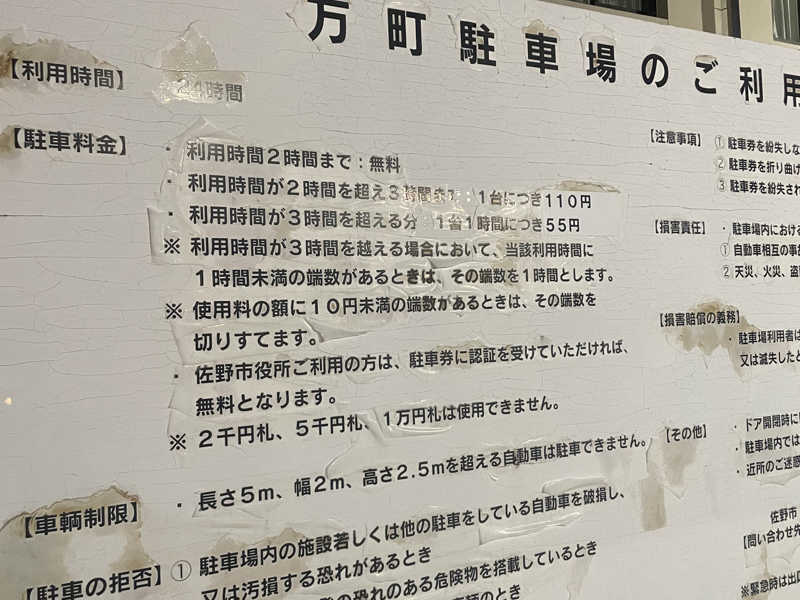 万町駐車場のご利用
【利用時間】 24時間
【駐車料金】 ・利用時間2時間まで：無料
・利用時間が2時間を超え3時間まで：1台につき110円
・利用時間が3時間を超える分 1台1時間につき55円
※ 利用時間が3時間を越える場合において、当該利用時間に
1時間未満の端数があるときは、その端数を1時間とします。
※ 使用料の額に10円未満の端数があるときは、その端数を
切りすてます。
・佐野市役所ご利用の方は、駐車券に認証を受けていただければ、
無料となります。
※ 2千円札、5千円札、1万円札は使用できません。
【車輌制限】 ・長さ5m、幅2m、高さ2.5mを超える自動車は駐車できません。
【駐車の拒否】 ① 駐車場内の施設若しくは他の駐車をしている自動車を破損し、
又は汚損する恐れがあるとき
の恐れのある危険物を搭載しているとき
のとき
【注意事項】 ① 駐車券を紛失しな
② 駐車券を折り曲げ
③ 駐車券を紛失され
【損害責任】 ・駐車場内におけ
① 自動車相互の事
② 天災、火災、盗
【損害賠償の義務】
・駐車場利用者は
又は滅失した
【その他】 ・ドア開閉時に
・駐車場内では
・近所のご迷惑
佐野市
【問い合わせ先
※緊急時は出